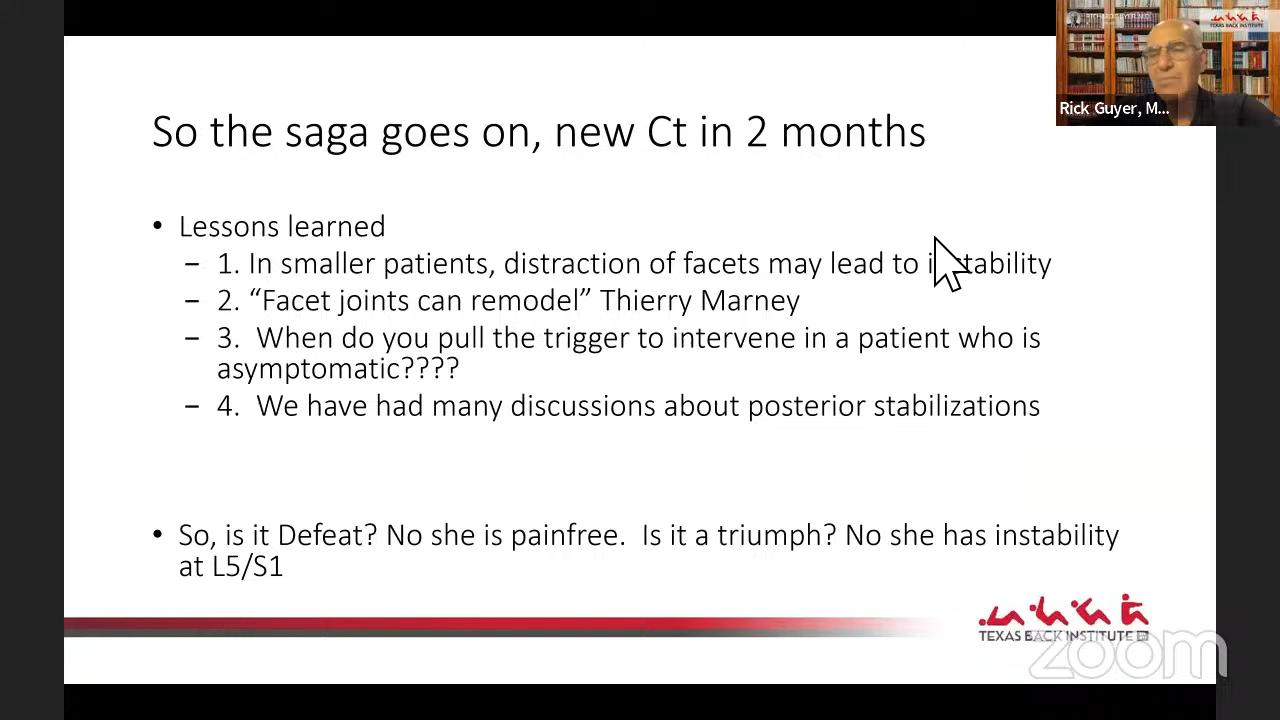 So the saga goes on, new Ct in 2 months
• Lessons learned
– 1. In smaller patients, distraction of facets may lead to instability
– 2. “Facet joints can remodel” Thierry Marney
– 3. When do you pull the trigger to intervene in a patient who is
asymptomatic????
– 4. We have had many discussions about posterior stabilizations
• So, is it Defeat? No she is painfree. Is it a triumph? No she has instability
at L5/S1
TEXAS BACK INSTITUTE
zoom
TEXAS BACK INSTITUTE
Rick Guyer, M...